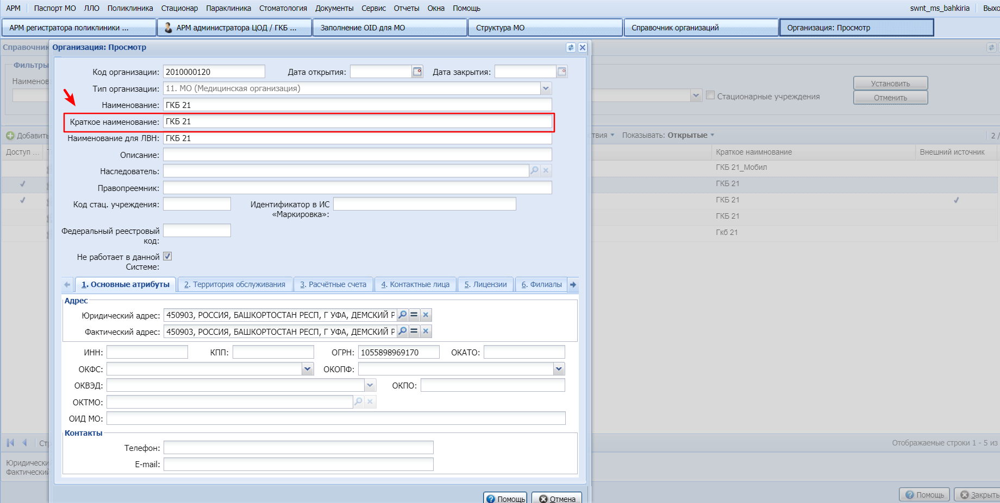 АРМ Паспорт МО ЛЛО Поликлиника Стационар Параклиника Стоматология Документы Сервис Отчеты Окна Помощь swnt_ms_bahkiria
АРМ регистратора поликлиники ... АРМ администратора ЦОД / ГКБ ... Заполнение OID для МО Структура МО Справочник организаций Организация: Просмотр
Справочник Организация: Просмотр
Фильтры
Код организации: 2010000120 Дата открытия: Дата закрытия:
Тип организации: 11. МО (Медицинская организация)
Установить
Стационарные учреждения
Отменить
Наименование: ГКБ 21
Краткое наименование: ГКБ 21
Наименование для ЛВН: ГКБ 21
Добавить Показывать: Открытые 2 /
Доступ ... Краткое наимнование Внешний источник
Описание:
Наследователь:
Правопреемник:
Код стац. учреждения: Идентификатор в ИС
«Маркировка»:
Федеральный реестровый
код:
Не работает в данной
Системе:
ГКБ 21_Мобил
ГКБ 21
ГКБ 21
ГКБ 21
Гкб 21
1. Основные атрибуты 2. Территория обслуживания 3. Расчётные счета 4. Контактные лица 5. Лицензии 6. Филиалы
Адрес
Юридический адрес: 450903, РОССИЯ, БАШКОРТОСТАН РЕСП, Г УФА, ДЕМСКИЙ Р
Фактический адрес: 450903, РОССИЯ, БАШКОРТОСТАН РЕСП, Г УФА, ДЕМСКИЙ Р
ИНН: КПП: ОГРН: 1055898969170 ОКАТО:
ОКФС: ОКОПФ:
ОКВЭД: ОКПО:
ОКТМО:
ОИД МО:
Контакты
Телефон:
E-mail:
Отображаемые строки 1 - 5 из
Помощь Отмена
Помощь Закрыть